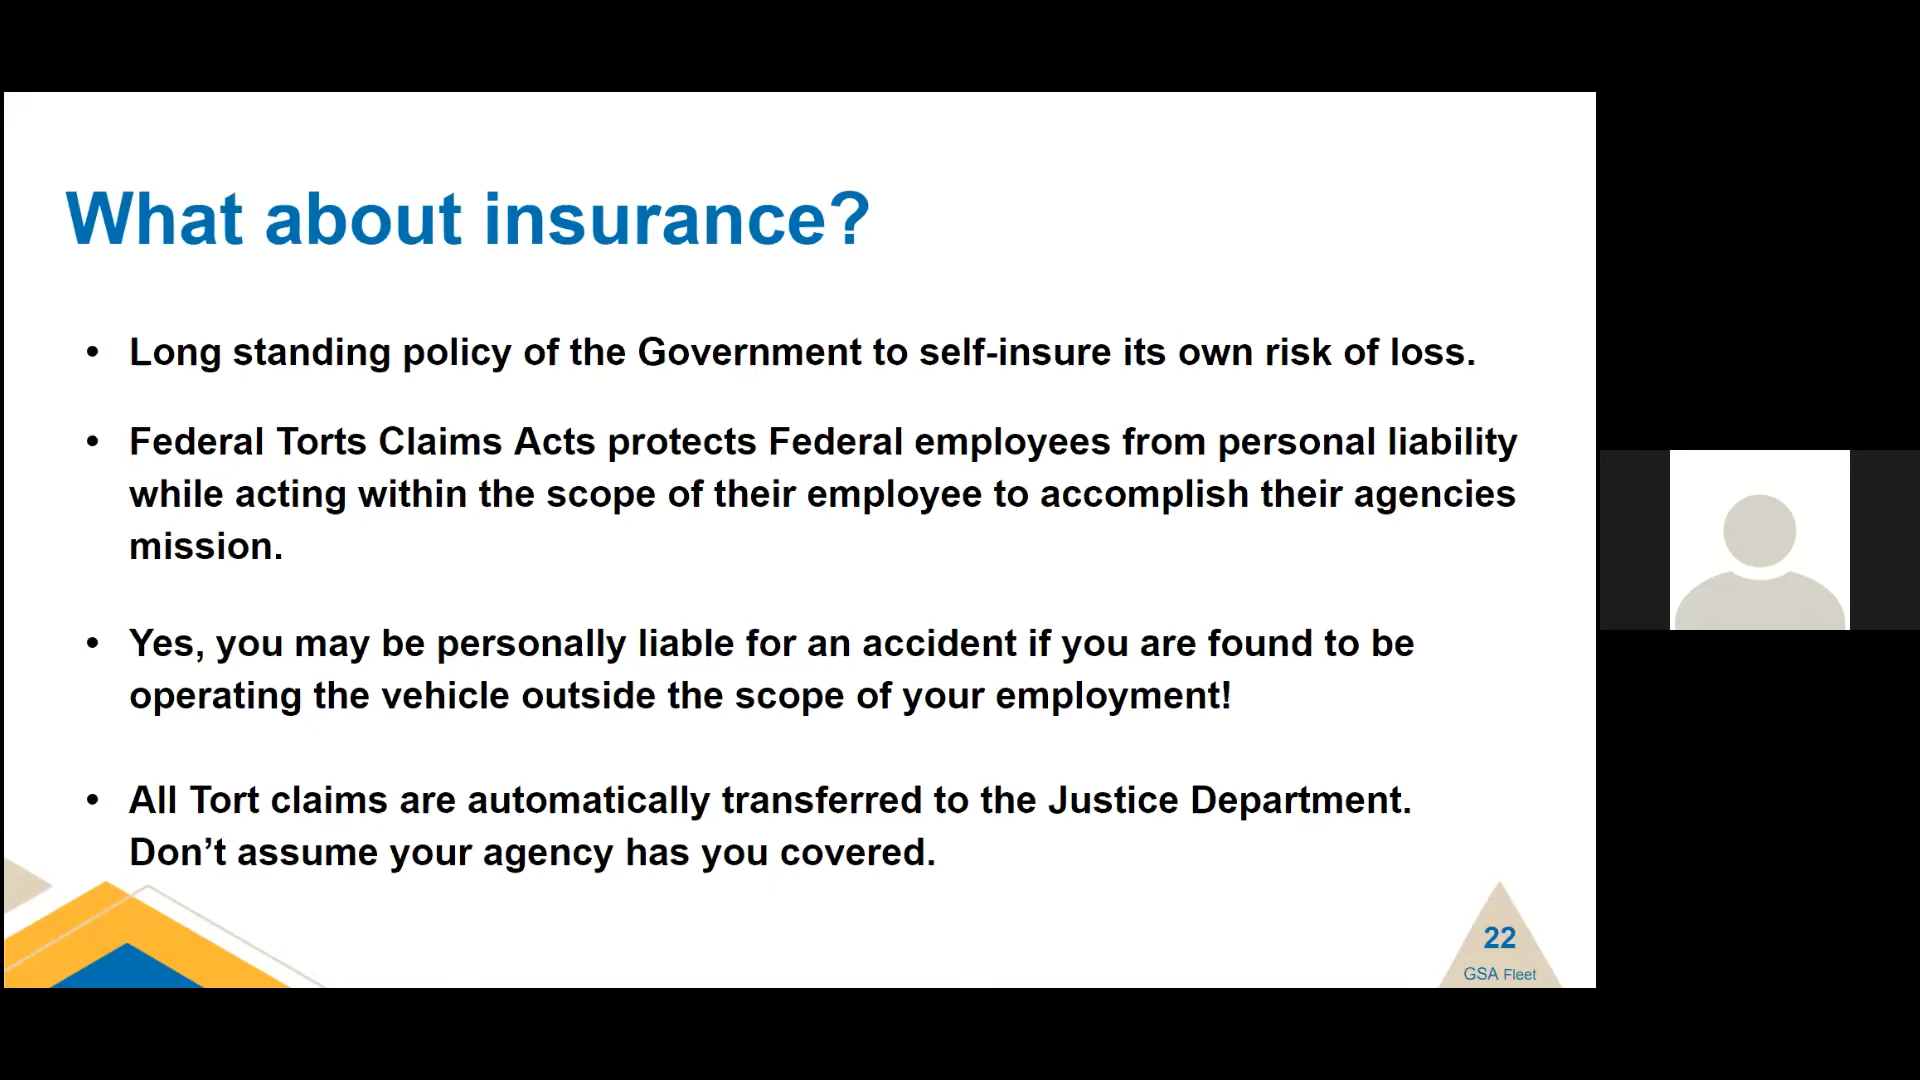 What about insurance?
• Long standing policy of the Government to self-insure its own risk of loss.
• Federal Torts Claims Acts protects Federal employees from personal liability
while acting within the scope of their employee to accomplish their agencies
mission.
• Yes, you may be personally liable for an accident if you are found to be
operating the vehicle outside the scope of your employment!
• All Tort claims are automatically transferred to the Justice Department.
Don’t assume your agency has you covered.
22
GSA Fleet